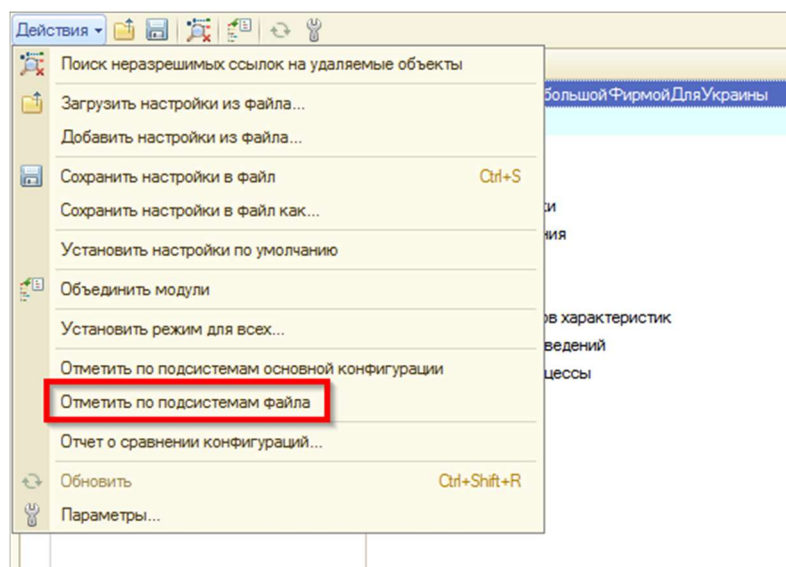 Действия
Поиск неразрешимых ссылок на удаляемые объекты
Загрузить настройки из файла...
большойФирмойДляУкраины
Добавить настройки из файла...
Сохранить настройки в файл Ctrl+S
Сохранить настройки в файл как...
ки
ния
Установить настройки по умолчанию
Объединить модули
Установить режим для всех...
ов характеристик
ведений
Отметить по подсистемам основной конфигурации
цессы
Отметить по подсистемам файла
Отчет о сравнении конфигураций...
Обновить Ctrl+Shift+R
Параметры...